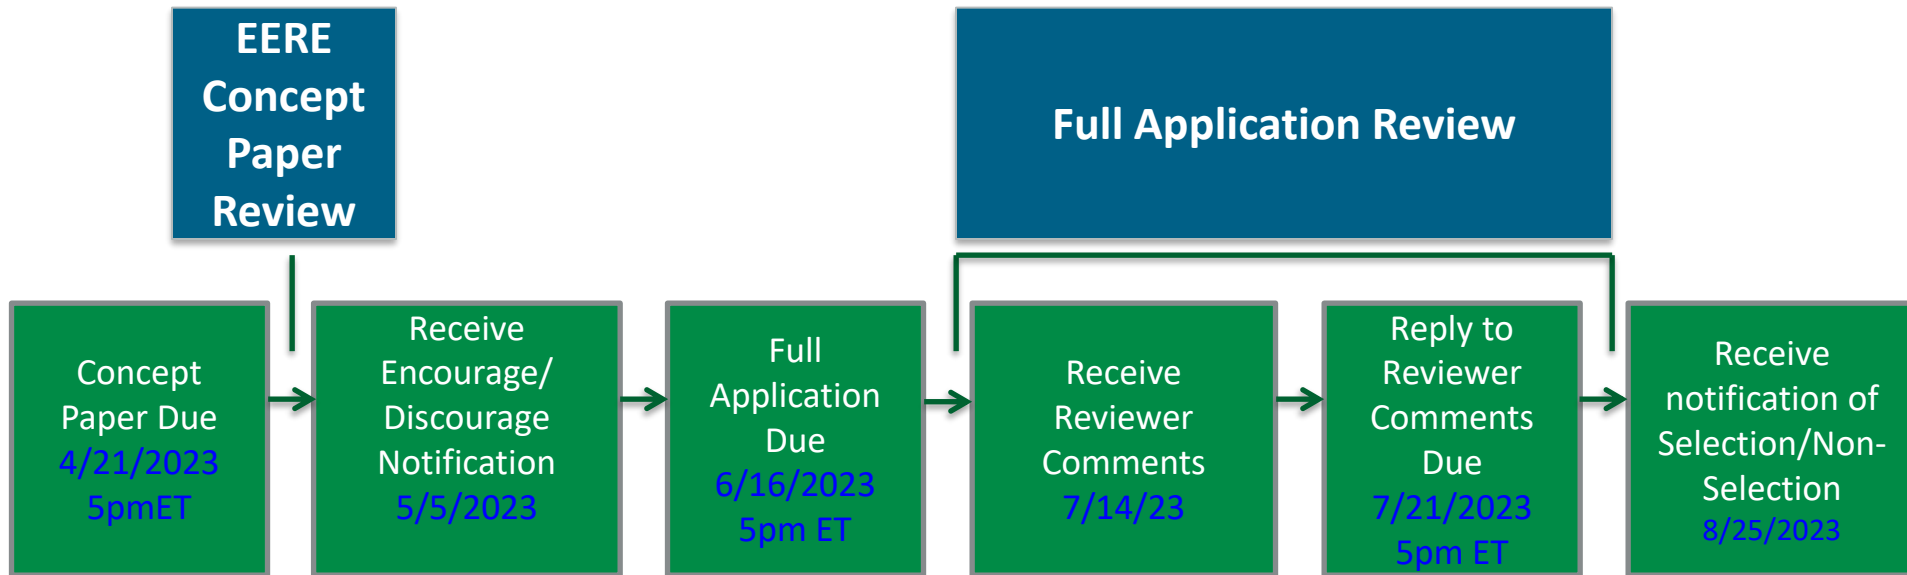 EERE
Concept
Paper
Review
Full Application Review
Concept
Paper Due
4/21/2023
5pmET
Receive
Encourage/
Discourage
Notification
5/5/2023
Full
Application
Due
6/16/2023
5pm ET
Receive
Reviewer
Comments
7/14/23
Reply to
Reviewer
Comments
Due
7/21/2023
5pm ET
Receive
notification of
Selection/Non-
Selection
8/25/2023